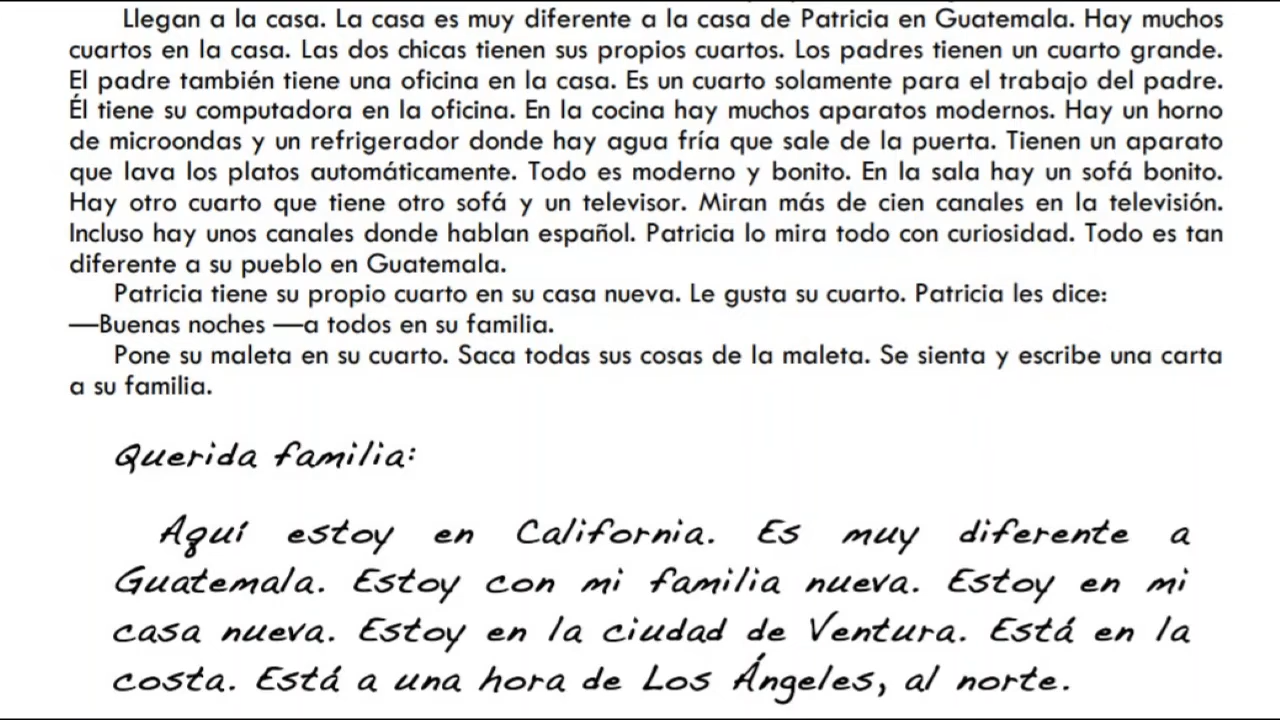 Llegan a la casa. La casa es muy diferente a la casa de Patricia en Guatemala. Hay muchos
cuartos en la casa. Las dos chicas tienen sus propios cuartos. Los padres tienen un cuarto grande.
El padre también tiene una oficina en la casa. Es un cuarto solamente para el trabajo del padre.
Él tiene su computadora en la oficina. En la cocina hay muchos aparatos modernos. Hay un horno
de microondas y un refrigerador donde hay agua fría que sale de la puerta. Tienen un aparato
que lava los platos automáticamente. Todo es moderno y bonito. En la sala hay un sofá bonito.
Hay otro cuarto que tiene otro sofá y un televisor. Miran más de cien canales en la televisión.
Incluso hay unos canales donde hablan español. Patricia lo mira todo con curiosidad. Todo es tan
diferente a su pueblo en Guatemala.
Patricia tiene su propio cuarto en su casa nueva. Le gusta su cuarto. Patricia les dice:
—Buenas noches —a todos en su familia.
Pone su maleta en su cuarto. Saca todas sus cosas de la maleta. Se sienta y escribe una carta
a su familia.
Querida familia:
Aquí estoy en California. Es muy diferente a
Guatemala. Estoy con mi familia nueva. Estoy en mi
casa nueva. Estoy en la ciudad de Ventura. Está en la
costa. Está a una hora de Los Ángeles, al norte.